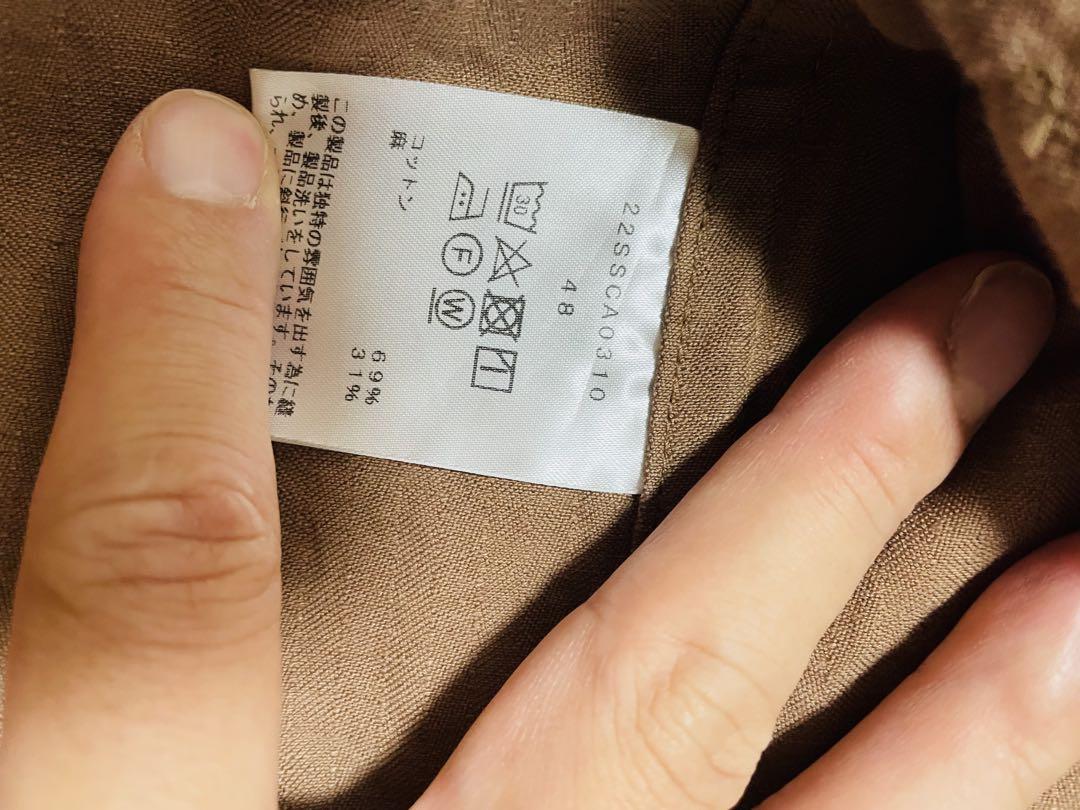 22SSCA0310
48
30
F W
コットン 69%
麻 31%
この製品は独特の雰囲気を出す為に縫
製後、製品洗いをしています。その
め、製品に斜
られ、